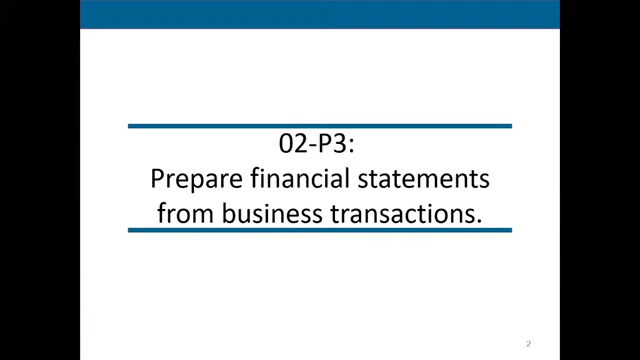 02-P3:
Prepare financial statements
from business transactions.
2